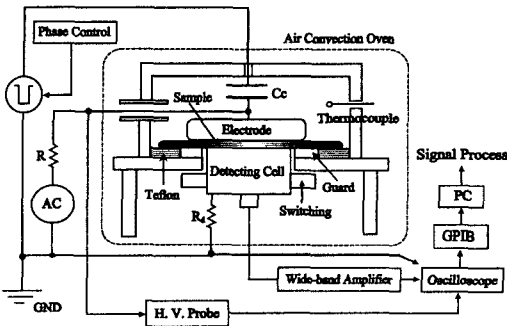 Phase Control
Air Convection Oven
Cc
Sample
Thermocouple
Electrode
R
Signal Process
Detecting Cell
Teflon
Guard
PC
AC
Switching
Rd
GPIB
Wide-band Amplifier
Oscilloscope
GND
H. V. Probe